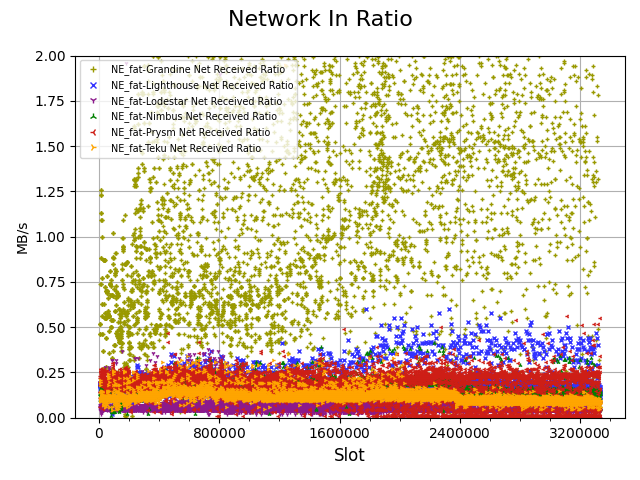 Network In Ratio
2.00
1.75
1.50
1.25
1.00
0.75
0.50
0.25
0.00
MB/s
NE_fat-Grandine Net Received Ratio
NE_fat-Lighthouse Net Received Ratio
NE_fat-Lodestar Net Received Ratio
NE_fat-Nimbus Net Received Ratio
NE_fat-Prysm Net Received Ratio
NE_fat-Teku Net Received Ratio
0 800000 1600000 2400000 3200000
Slot